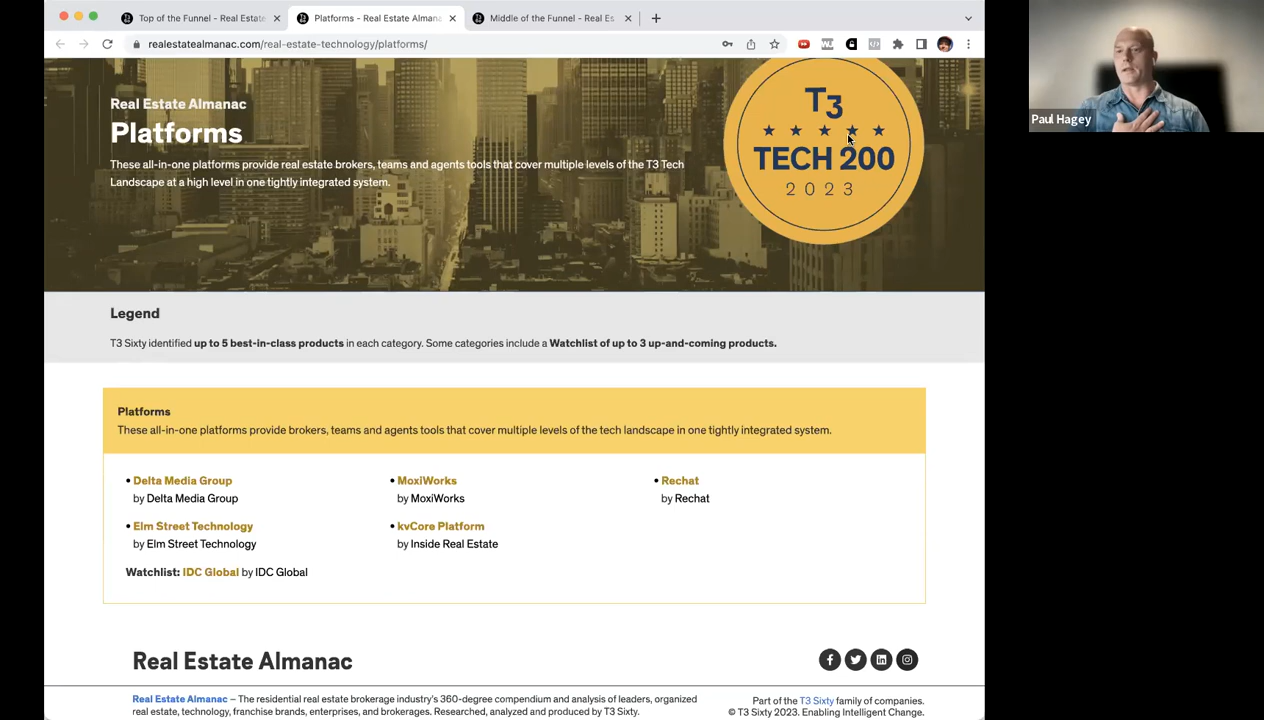 Top of the Funnel - Real Estate
Platforms - Real Estate Almana
Middle of the Funnel - Real Es
realestatealmanac.com/real-estate-technology/platforms/
Paul Hagey
Real Estate Almanac
Platforms
These all-in-one platforms provide real estate brokers, teams and agents tools that cover multiple levels of the T3 Tech
Landscape at a high level in one tightly integrated system.
T3
TECH 200
2023
Legend
T3 Sixty identified up to 5 best-in-class products in each category. Some categories include a Watchlist of up to 3 up-and-coming products.
Platforms
These all-in-one platforms provide brokers, teams and agents tools that cover multiple levels of the tech landscape in one tightly integrated system.
• Delta Media Group
by Delta Media Group
• MoxiWorks
by MoxiWorks
• Rechat
by Rechat
• Elm Street Technology
by Elm Street Technology
• kvCore Platform
by Inside Real Estate
Watchlist: IDC Global by IDC Global
Real Estate Almanac
Real Estate Almanac – The residential real estate brokerage industry's 360-degree compendium and analysis of leaders, organized
real estate, technology, franchise brands, enterprises, and brokerages. Researched, analyzed and produced by T3 Sixty.
Part of the T3 Sixty family of companies.
© T3 Sixty 2023. Enabling Intelligent Change.